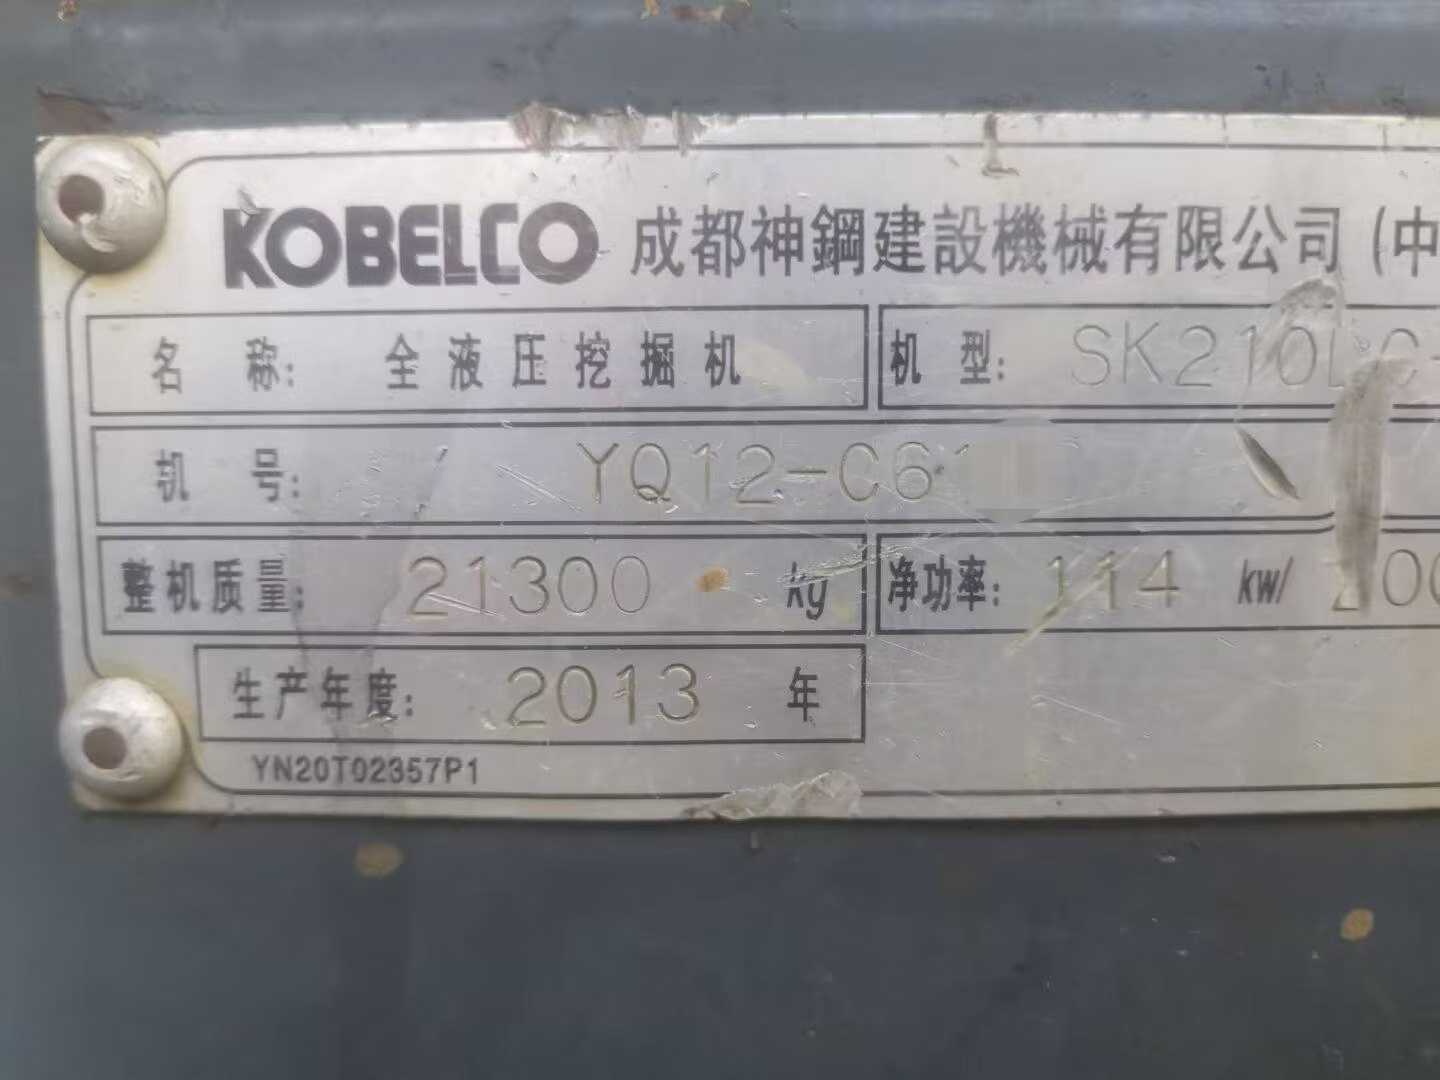 KOBELCO 成都神鋼建設機械有限公司 (中
名 称: 全液压挖掘机 机 型: SK210LC-
机 号: YQ12-C61
整机质量: 21300 kg 净功率: 114 kw/
生产年度: 2013 年
YN20T02357P1